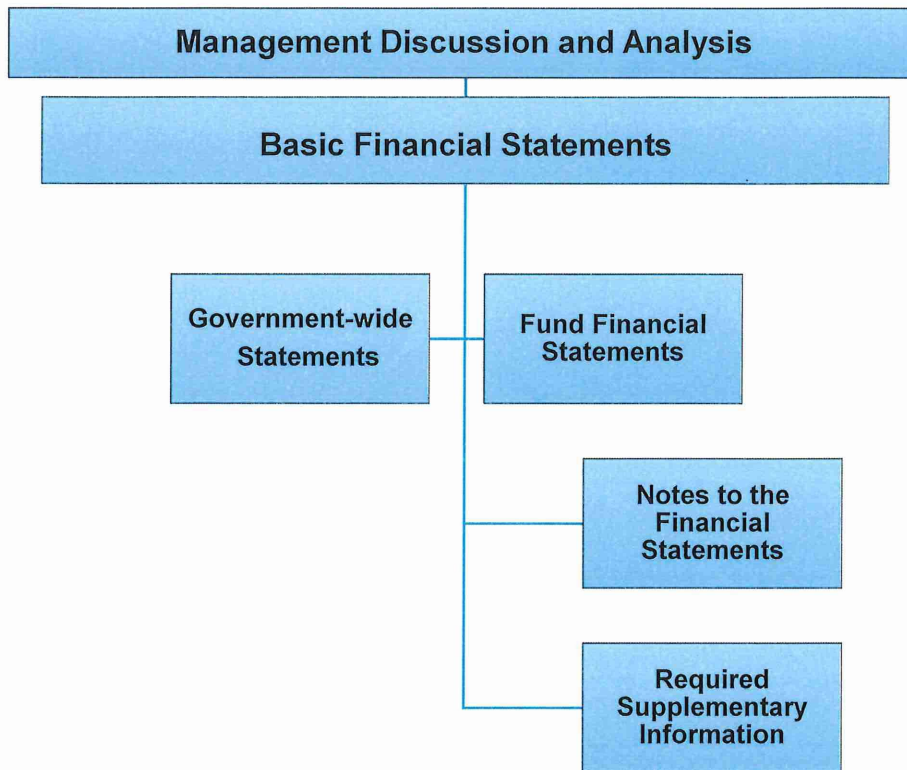 Management Discussion and Analysis
Basic Financial Statements
Government-wide
Statements
Fund Financial
Statements
Notes to the
Financial
Statements
Required
Supplementary
Information